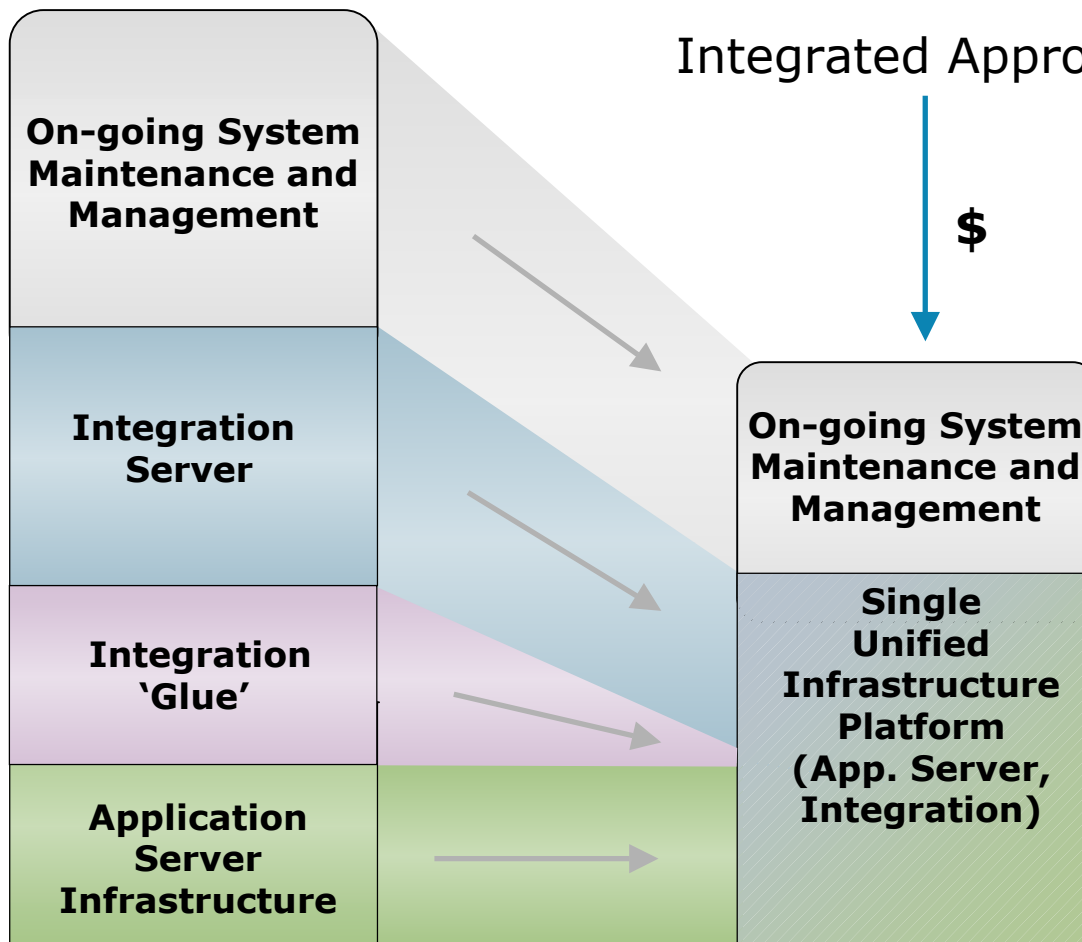 Integrated Appro
On-going System
Maintenance and
Management
$
Integration
Server
On-going System
Maintenance and
Management
Integration
‘Glue’
Single
Unified
Infrastructure
Platform
(App. Server,
Integration)
Application
Server
Infrastructure